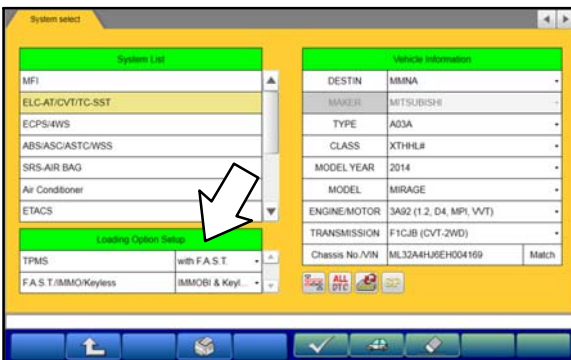 System select
System List
MFI
ELC-AT/CVT/TC-SST
ECPS/4WS
ABS/ASC/ASTC/WSS
SRS-AIR BAG
Air Conditioner
ETACS
Loading Option Setup
TPMS with F.A.S.T.
F.A.S.T./IMMO/Keyless IMMOBI & Keyl...
Vehicle Information
DESTIN MMNA
MAKER MITSUBISHI
TYPE A03A
CLASS XTHHL#
MODEL YEAR 2014
MODEL MIRAGE
ENGINE/MOTOR 3A92 (1.2, D4, MPI, VVT)
TRANSMISSION F1CJB (CVT-2WD)
Chassis No./VIN ML32A4HJ6EH004169 Match
ALL
DTC